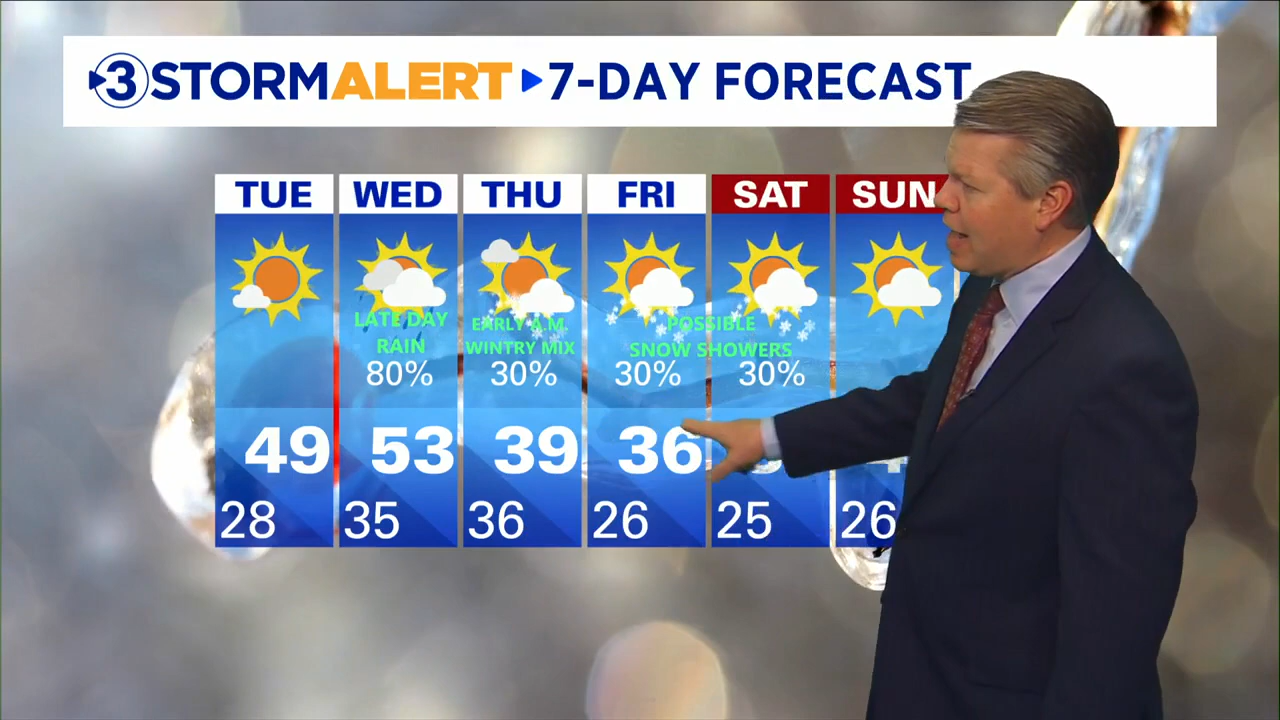 3 STORMALERT 7-DAY FORECAST
TUE WED THU FRI SAT SUN
LATE DAY EARLY A.M. POSSIBLE
RAIN WINTRY MIX SNOW SHOWERS
80% 30% 30% 30%
49 53 39 36
28 35 36 26 25 26